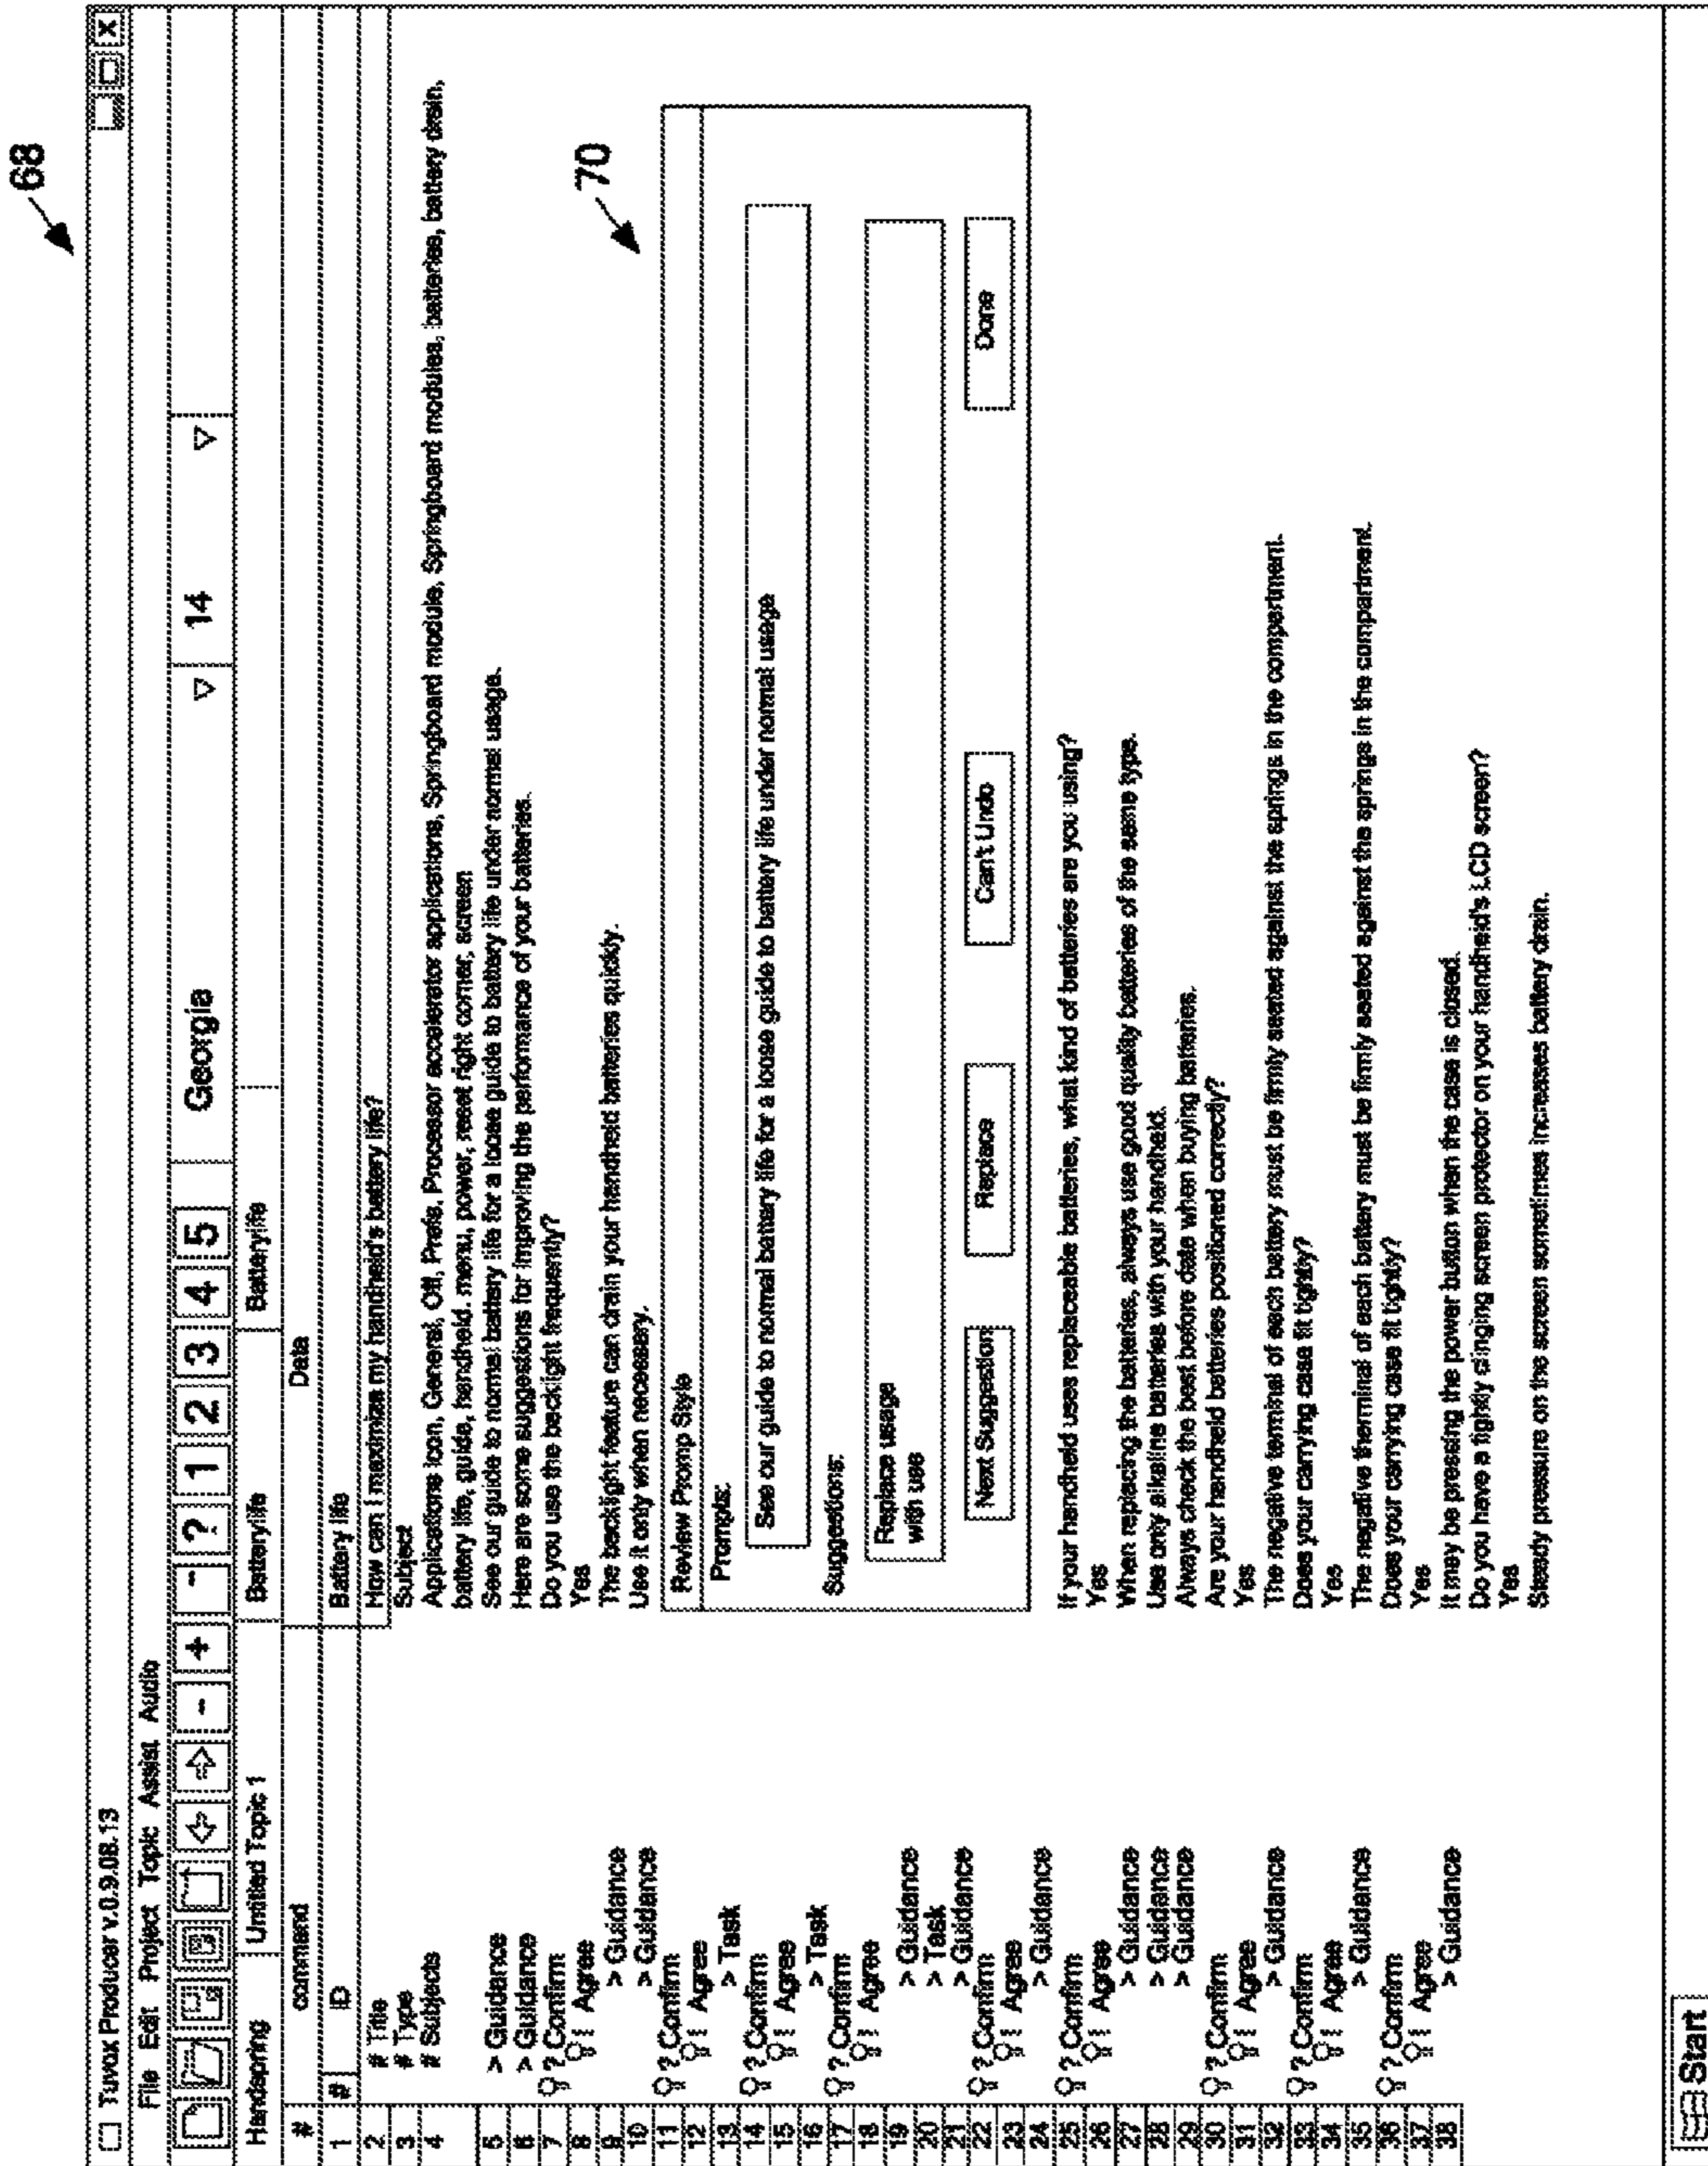 68
Tuvox Producer v.0.9.08.13
File Edit Project Topic Assist Audio
- + ? 1 2 3 4 5 Georgia 14
Handspring Untitled Topic 1 Batterylife Batterylife
# command Data
1 # ID Battery life
2 # Title How can I maximize my handheld's battery life?
3 # Type Subject
4 # Subjects Applications icon, General, Off, Prefs, Processor accelerator applications, Springboard module, Springboard modules, batteries, battery drain,
battery life, guide, handheld, menu, power, reset right corner, screen
5 > Guidance See our guide to normal battery life for a loose guide to battery life under normal usage.
6 > Guidance Here are some suggestions for improving the performance of your batteries.
7 ? Confirm Do you use the backlight frequently?
8 ! Agree Yes
9 > Guidance The backlight feature can drain your handheld batteries quickly.
10 > Guidance Use it only when necessary.
11 ? Confirm
12 ! Agree
13 > Task
14 ? Confirm
15 ! Agree
16 > Task
17 ? Confirm
18 ! Agree
19 > Guidance
20 > Task
21 > Guidance
22 ? Confirm
23 ! Agree
24 > Guidance
70
Review Promp Style
Prompts:
See our guide to normal battery life for a loose guide to battery life under normal usage
Suggestions:
Replace usage
with use
Next Suggestion Replace Can't Undo Done
25 ? Confirm If your handheld uses replaceable batteries, what kind of batteries are you using?
26 ! Agree Yes
27 > Guidance When replacing the batteries, always use good quality batteries of the same type.
28 > Guidance Use only alkaline batteries with your handheld.
29 > Guidance Always check the best before date when buying batteries.
30 ? Confirm Are your handheld batteries positioned correctly?
31 ! Agree Yes
32 > Guidance The negative terminal of each battery must be firmly seated against the springs in the compartment.
33 ? Confirm Does your carrying case fit tightly?
34 ! Agree Yes
35 > Guidance The negative therminal of each battery must be firmly seated against the springs in the compartment.
36 ? Confirm Does your carrying case fit tightly?
37 ! Agree Yes
38 > Guidance It may be pressing the power button when the case is closed.
Do you have a tightly clinging screen protector on your handheld's LCD screen?
Yes
Steady pressure on the screen sometimes increases battery drain.
Start